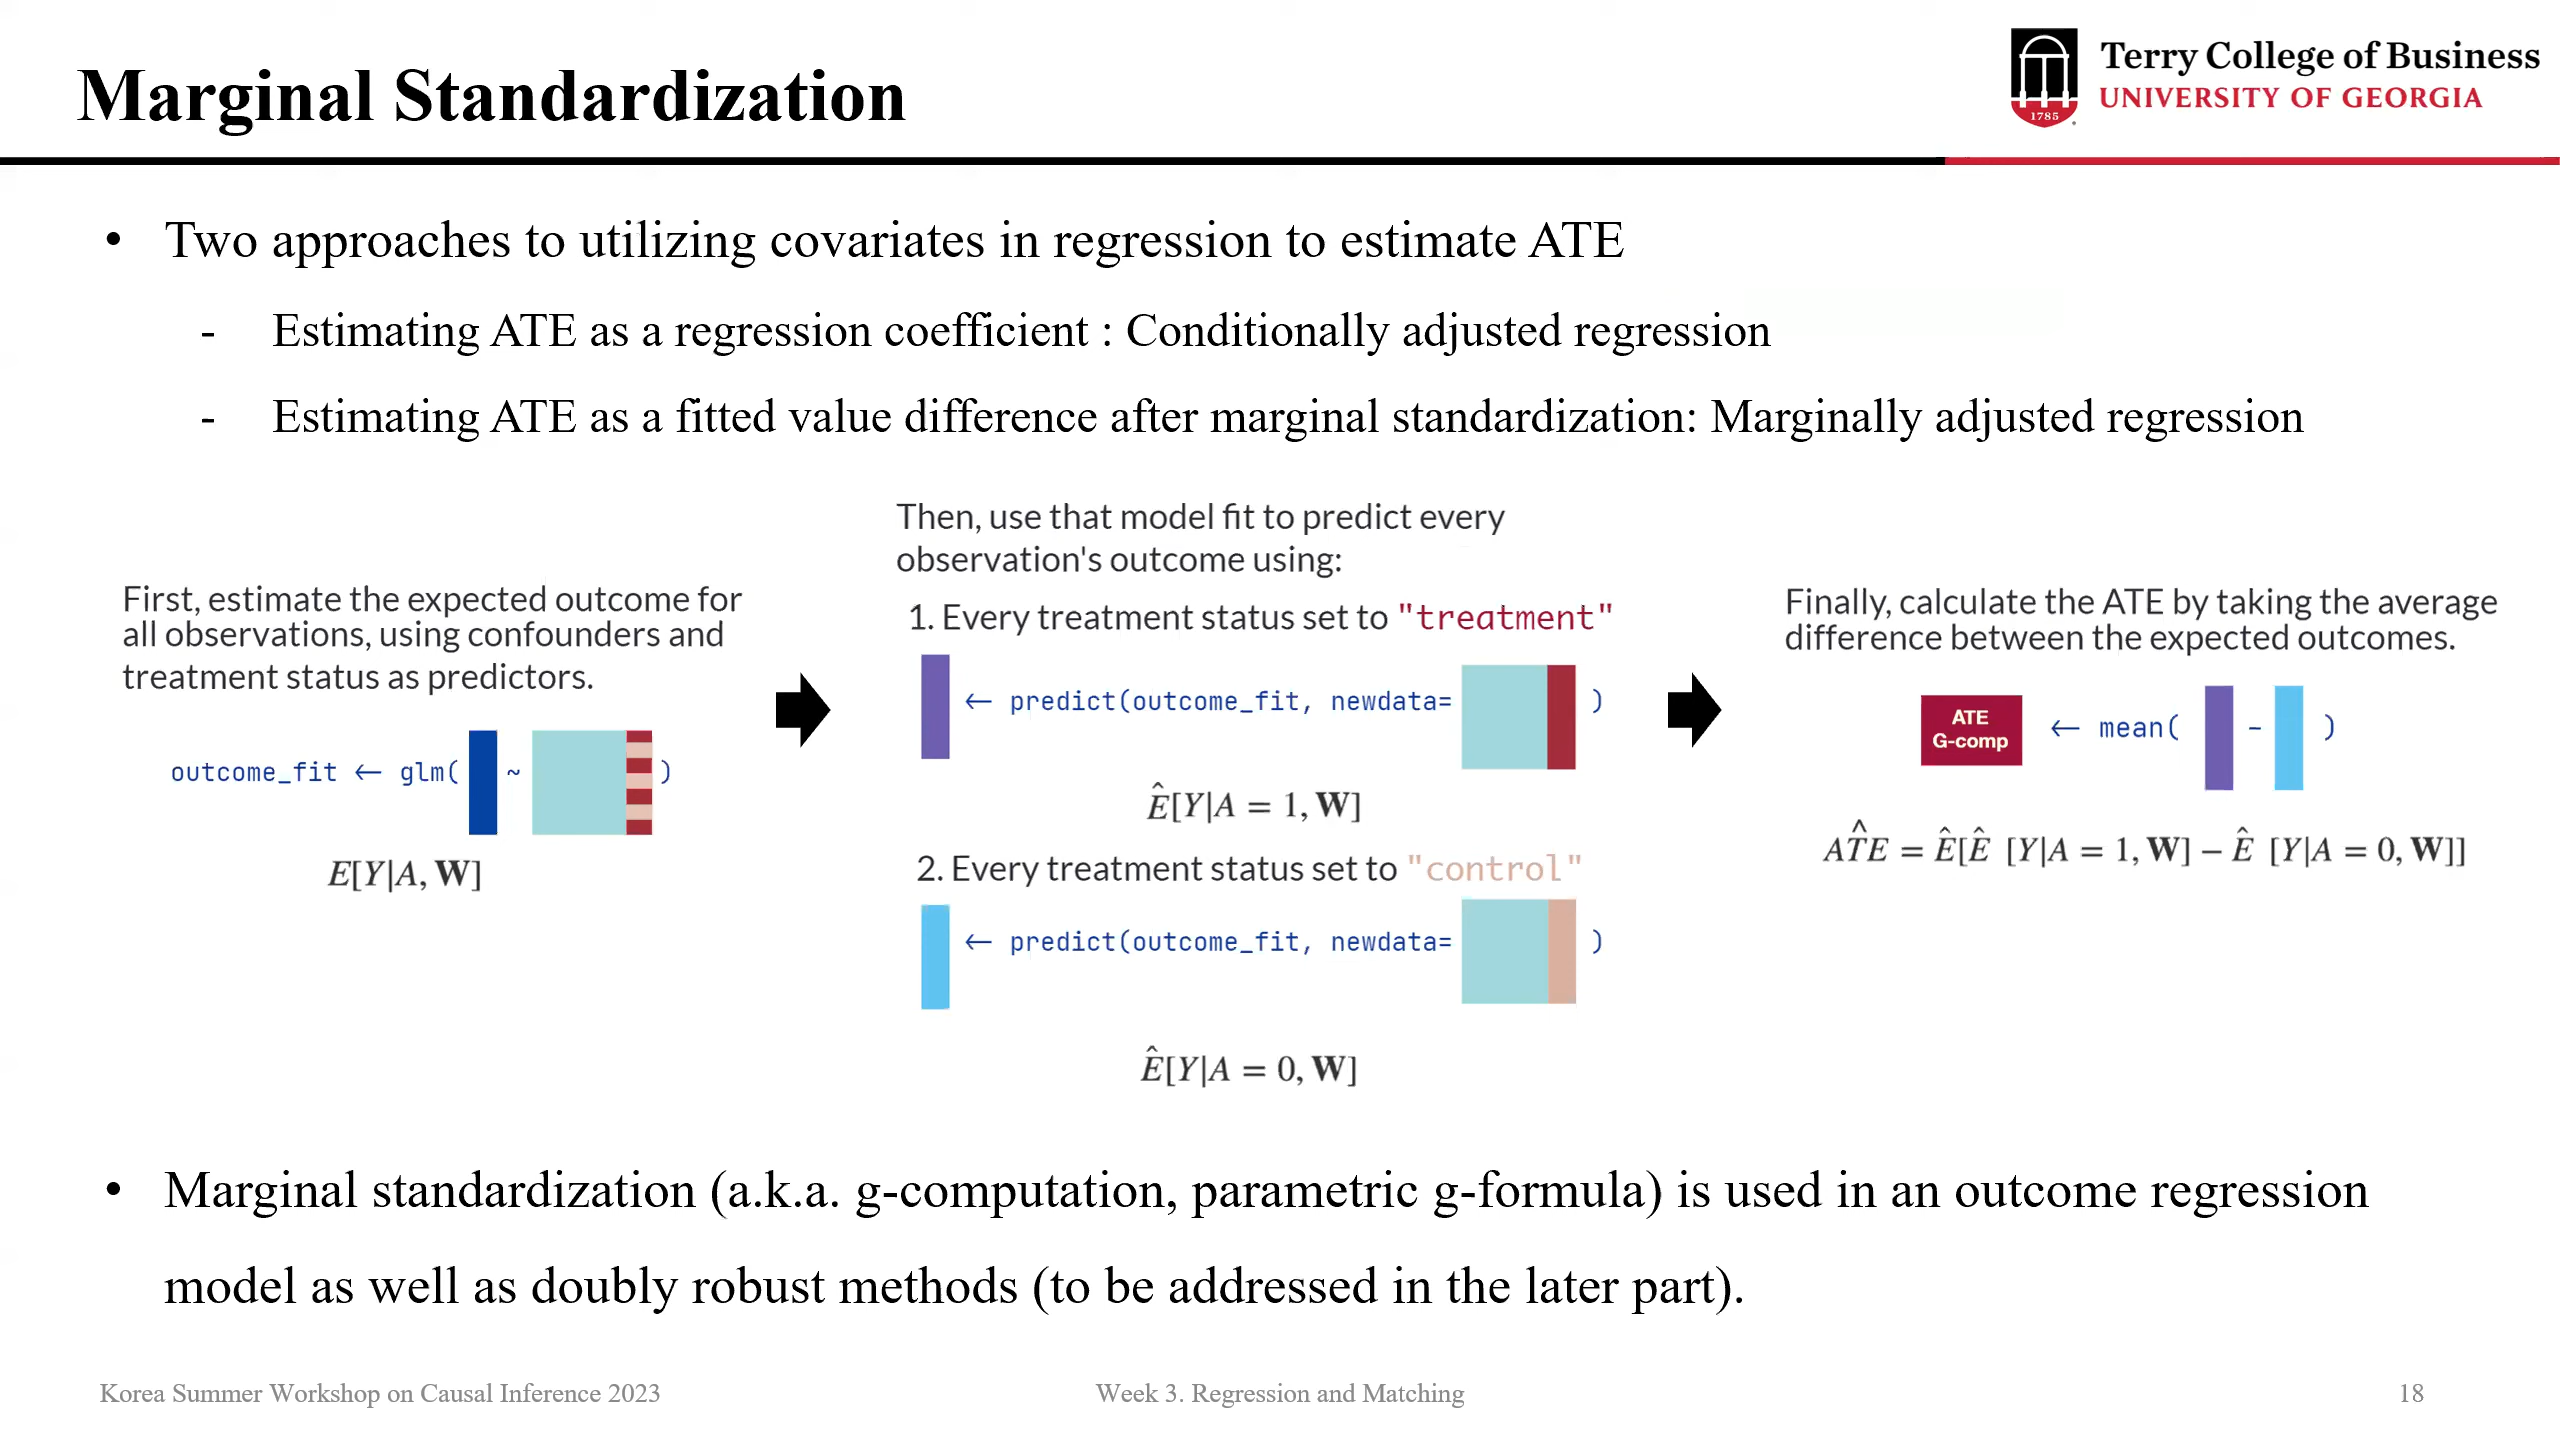 Marginal Standardization
Terry College of Business
UNIVERSITY OF GEORGIA
1785
• Two approaches to utilizing covariates in regression to estimate ATE
- Estimating ATE as a regression coefficient : Conditionally adjusted regression
- Estimating ATE as a fitted value difference after marginal standardization: Marginally adjusted regression
First, estimate the expected outcome for
all observations, using confounders and
treatment status as predictors.
outcome_fit ← glm( ~ )
E[Y|A, W]
Then, use that model fit to predict every
observation's outcome using:
1. Every treatment status set to "treatment"
← predict(outcome_fit, newdata= )
Ê[Y|A = 1, W]
2. Every treatment status set to "control"
← predict(outcome_fit, newdata= )
Ê[Y|A = 0, W]
Finally, calculate the ATE by taking the average
difference between the expected outcomes.
ATE
G-comp
← mean( - )
AT̂E = Ê[Ê [Y|A = 1, W] − Ê [Y|A = 0, W]]
• Marginal standardization (a.k.a. g-computation, parametric g-formula) is used in an outcome regression
model as well as doubly robust methods (to be addressed in the later part).
Korea Summer Workshop on Causal Inference 2023
Week 3. Regression and Matching
18